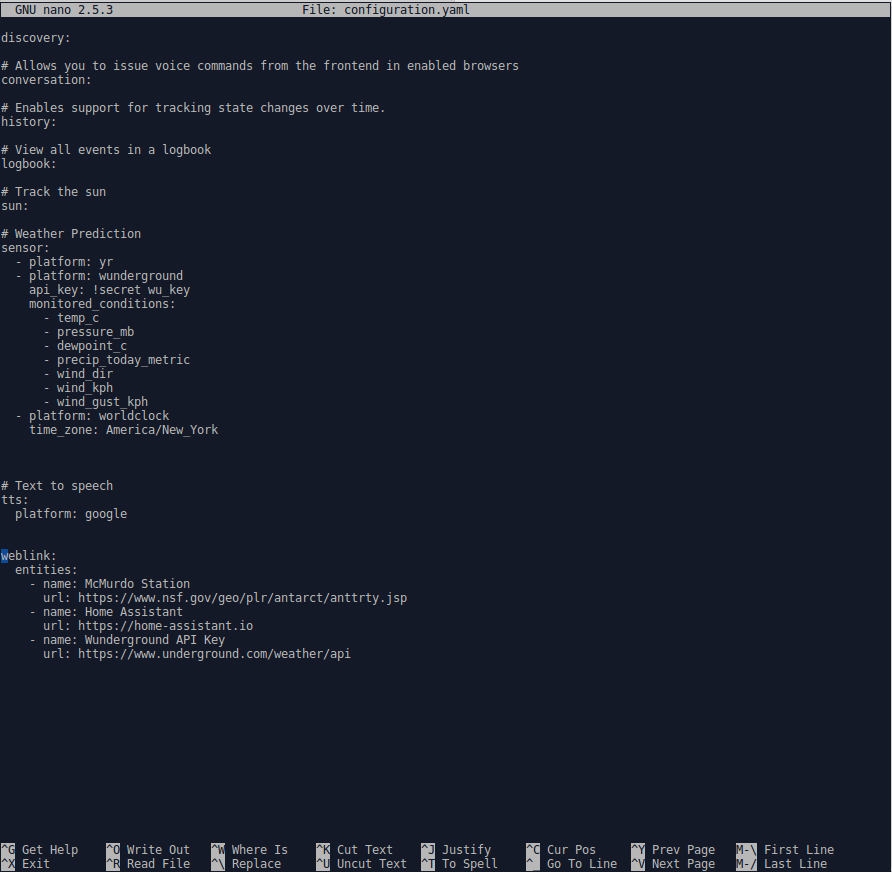 GNU nano 2.5.3 File: configuration.yaml
discovery:
# Allows you to issue voice commands from the frontend in enabled browsers
conversation:
# Enables support for tracking state changes over time.
history:
# View all events in a logbook
logbook:
# Track the sun
sun:
# Weather Prediction
sensor:
  - platform: yr
  - platform: wunderground
    api_key: !secret wu_key
    monitored_conditions:
      - temp_c
      - pressure_mb
      - dewpoint_c
      - precip_today_metric
      - wind_dir
      - wind_kph
      - wind_gust_kph
  - platform: worldclock
    time_zone: America/New_York
# Text to speech
tts:
  platform: google
weblink:
  entities:
    - name: McMurdo Station
      url: https://www.nsf.gov/geo/plr/antarct/anttrty.jsp
    - name: Home Assistant
      url: https://home-assistant.io
    - name: Wunderground API Key
      url: https://www.underground.com/weather/api
^G Get Help ^O Write Out ^W Where Is ^K Cut Text ^J Justify ^C Cur Pos ^Y Prev Page M-\ First Line
^X Exit ^R Read File ^\ Replace ^U Uncut Text ^T To Spell ^_ Go To Line ^V Next Page M-/ Last Line